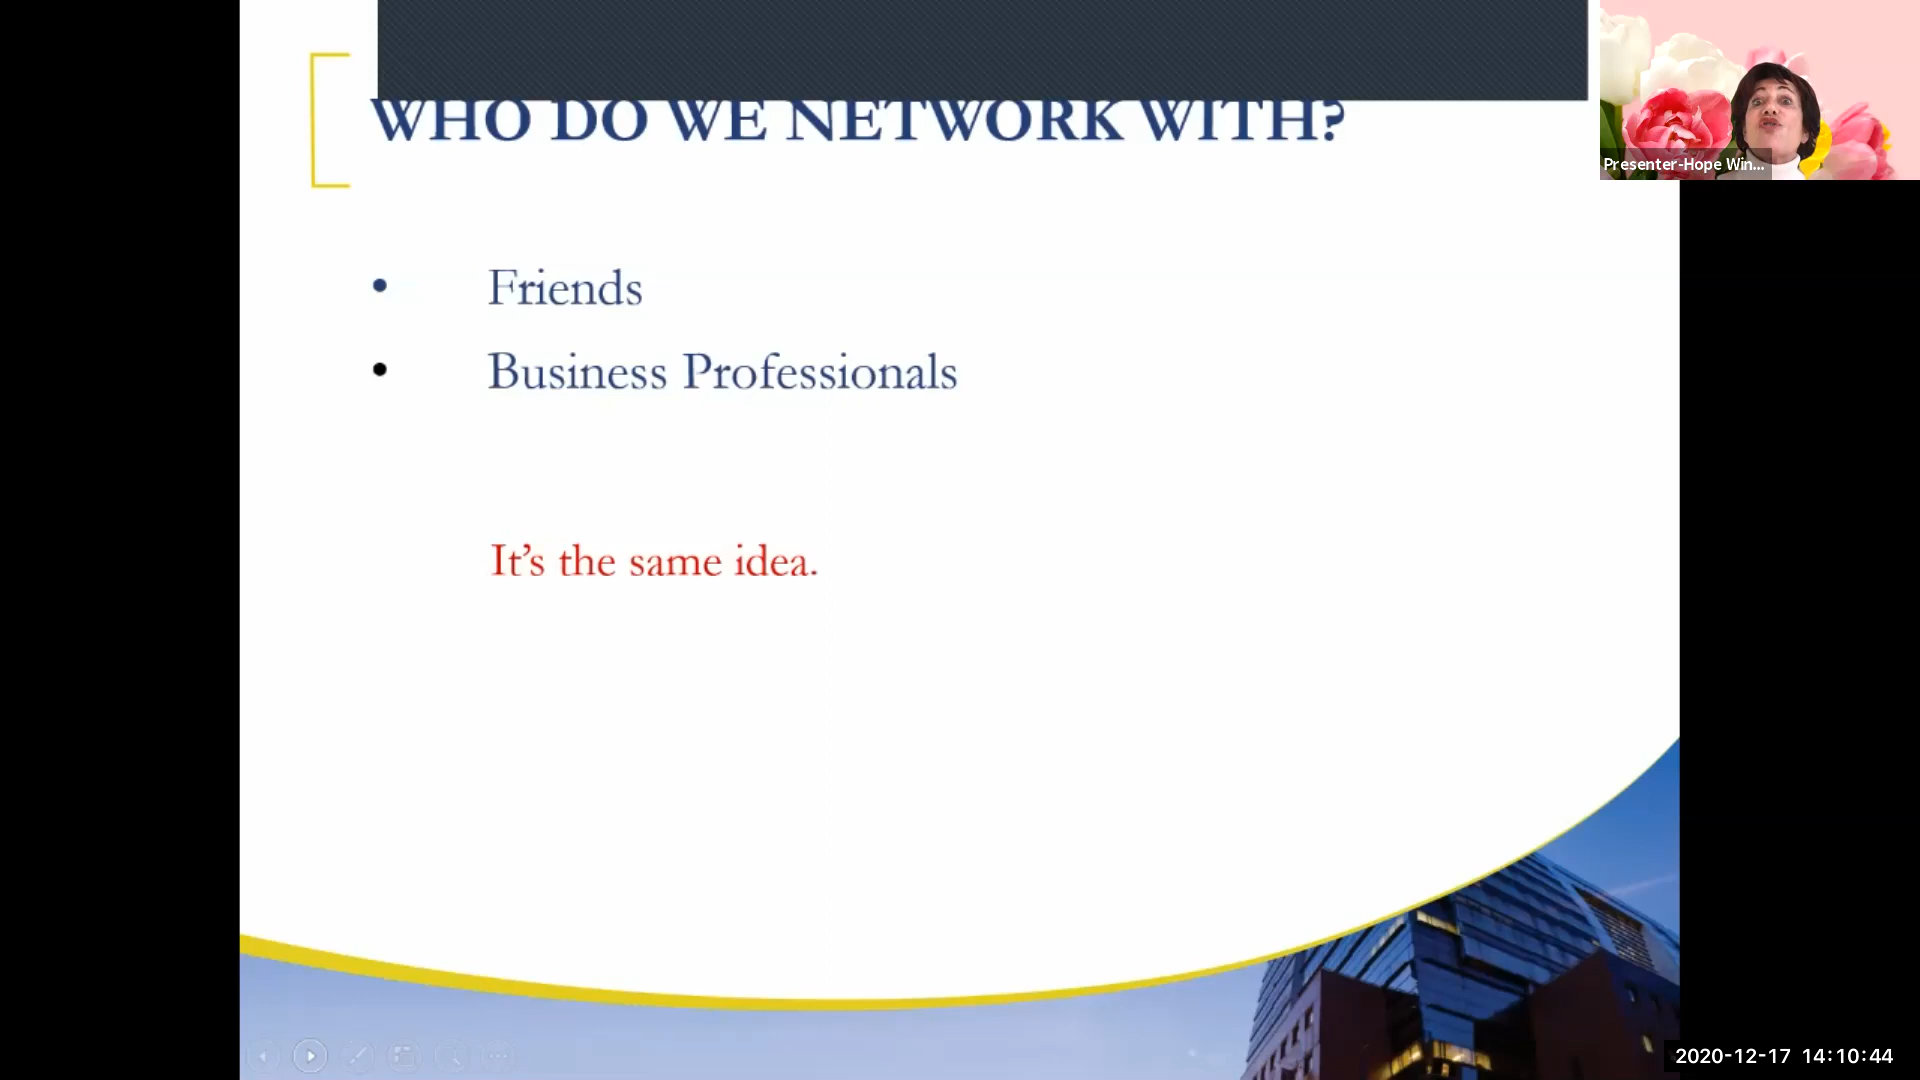 WHO DO WE NETWORK WITH?
Presenter-Hope Win...
• Friends
• Business Professionals
It’s the same idea.
2020-12-17 14:10:44